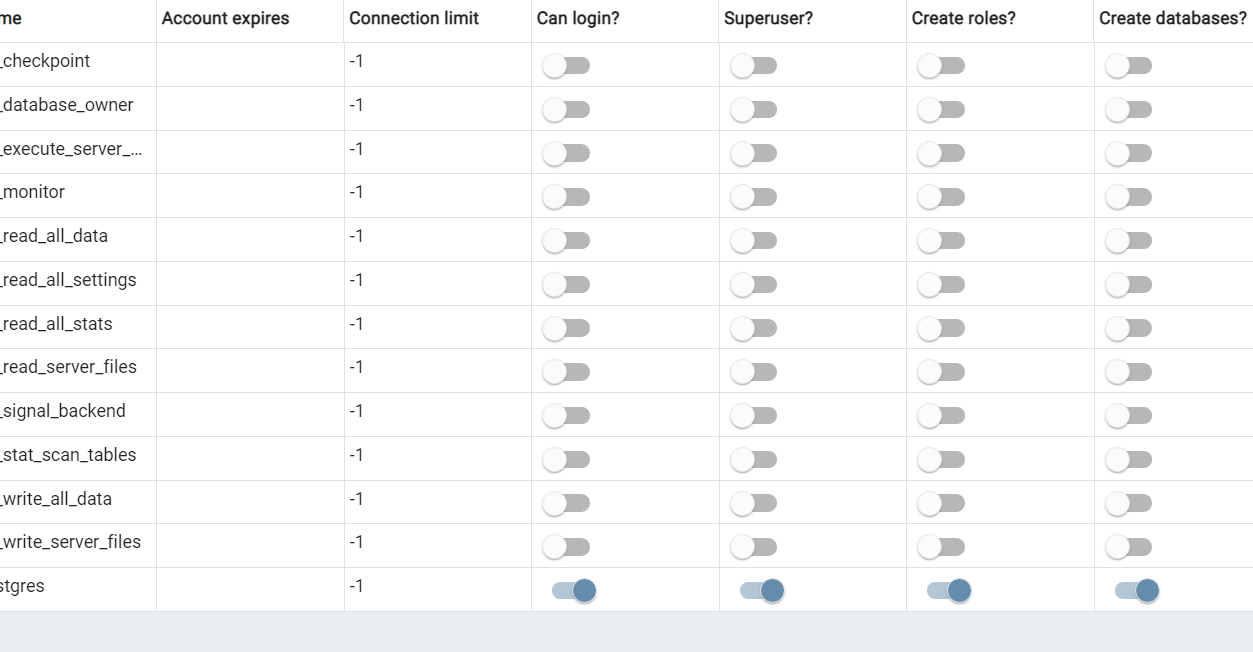 me Account expires Connection limit Can login? Superuser? Create roles? Create databases?
_checkpoint -1
_database_owner -1
_execute_server_... -1
_monitor -1
_read_all_data -1
_read_all_settings -1
_read_all_stats -1
_read_server_files -1
_signal_backend -1
_stat_scan_tables -1
_write_all_data -1
_write_server_files -1
stgres -1